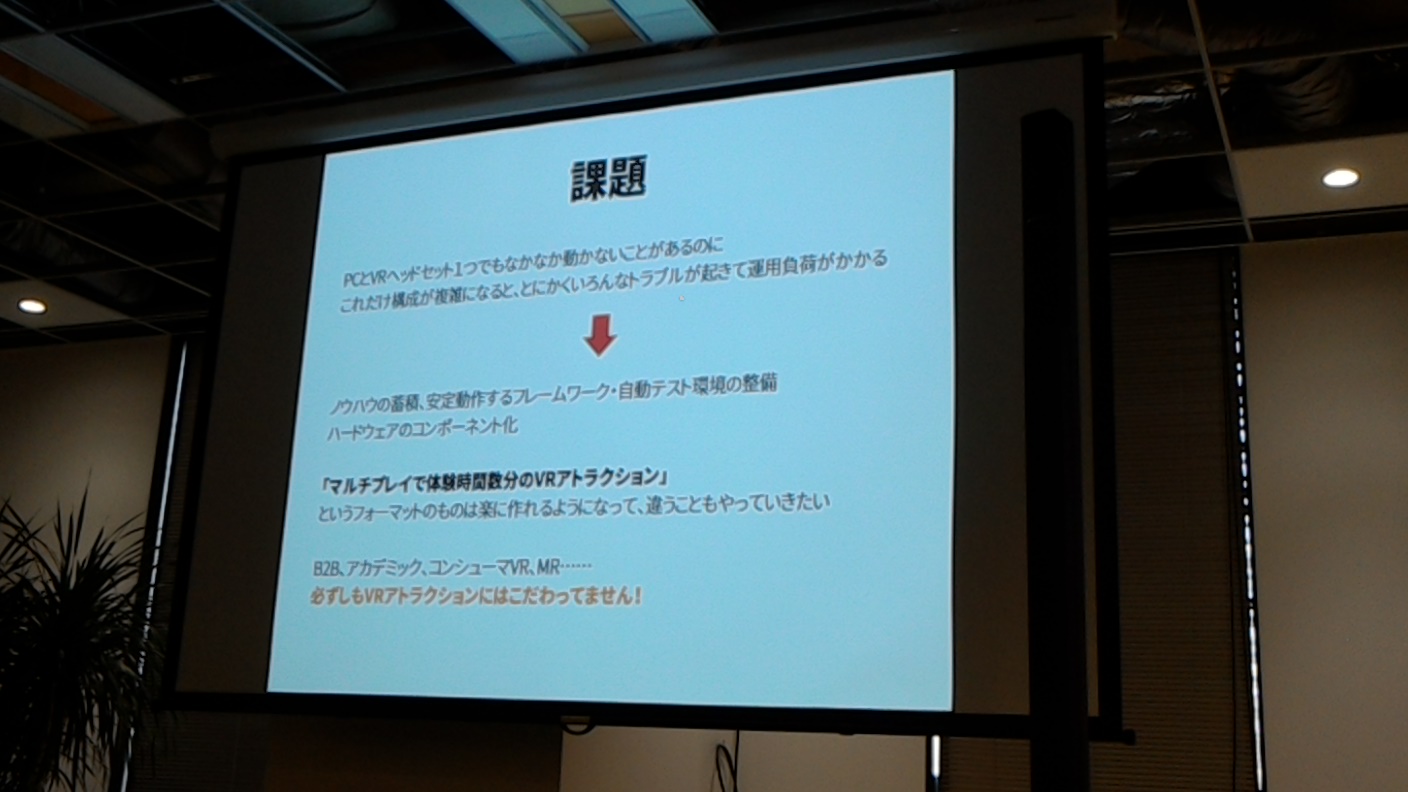 課題
PCとVRヘッドセット1つでもなかなか動かないことがあるのに
これだけ構成が複雑になると、とにかくいろんなトラブルが起きて運用負荷がかかる
ノウハウの蓄積、安定動作するフレームワーク・自動テスト環境の整備
ハードウェアのコンポーネント化
「マルチプレイで体験時間数分のVRアトラクション」
というフォーマットのものは楽に作れるようになって、違うこともやっていきたい
B2B、アカデミック、コンシューマVR、MR……
必ずしもVRアトラクションにはこだわってません!